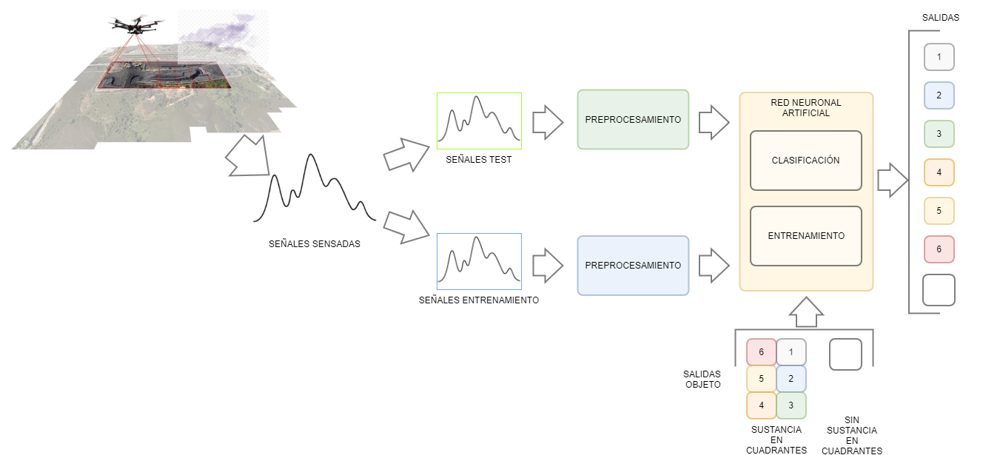 SALIDAS
1
2
3
4
5
6
SEÑALES SENSADAS
SEÑALES TEST
SEÑALES ENTRENAMIENTO
PREPROCESAMIENTO
PREPROCESAMIENTO
RED NEURONAL
ARTIFICIAL
CLASIFICACIÓN
ENTRENAMIENTO
SALIDAS
OBJETO
6 1
5 2
4 3
SUSTANCIA
EN
CUADRANTES
SIN
SUSTANCIA
EN
CUADRANTES